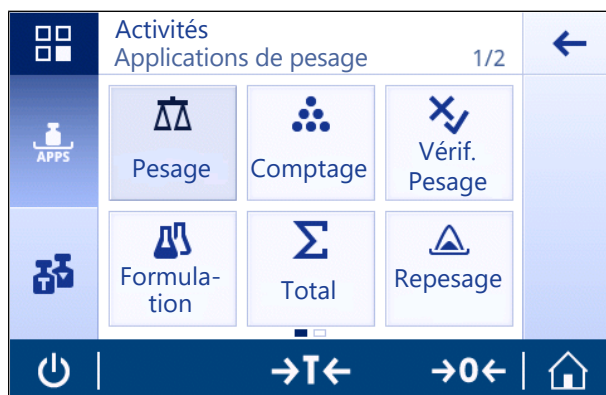 Activités
Applications de pesage 1/2
APPS
Pesage
Comptage
Vérif.
Pesage
T
Formula-
tion
Total
Repesage
→T←
→0←